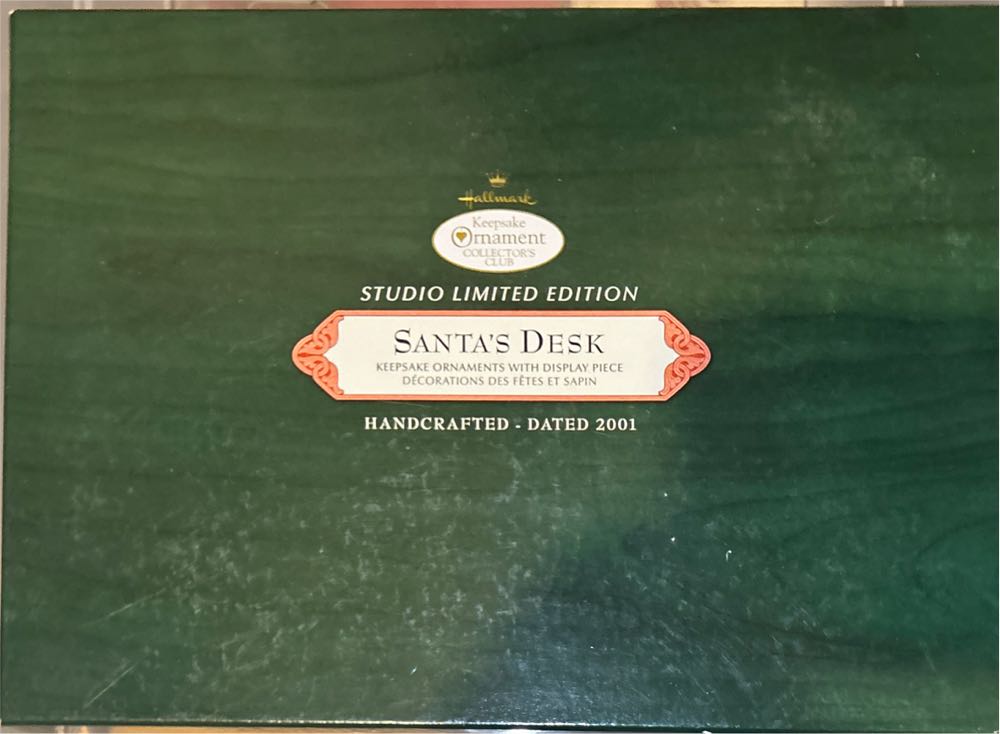 Hallmark
Keepsake
Ornament
COLLECTOR'S
CLUB
STUDIO LIMITED EDITION
SANTA'S DESK
KEEPSAKE ORNAMENTS WITH DISPLAY PIECE
DÉCORATIONS DES FÊTES ET SAPIN
HANDCRAFTED - DATED 2001